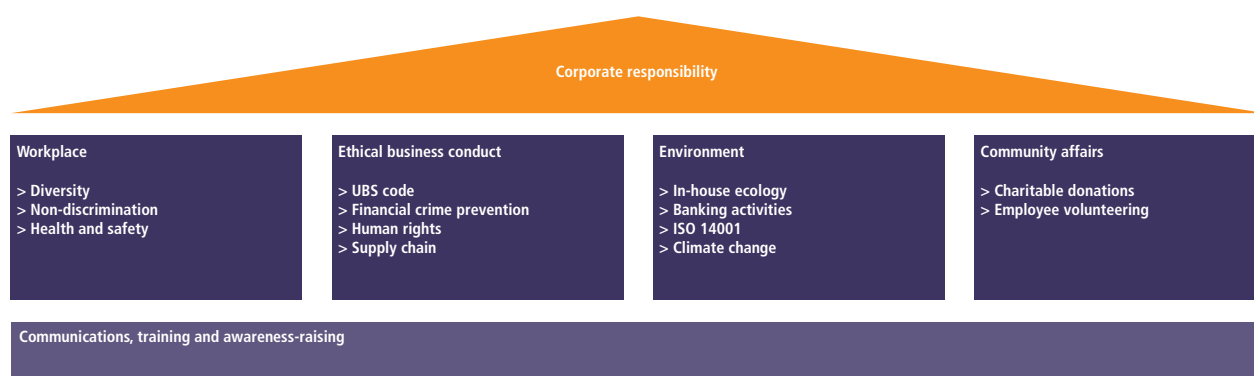 Corporate responsibility
Workplace
> Diversity
> Non-discrimination
> Health and safety
Ethical business conduct
> UBS code
> Financial crime prevention
> Human rights
> Supply chain
Environment
> In-house ecology
> Banking activities
> ISO 14001
> Climate change
Community affairs
> Charitable donations
> Employee volunteering
Communications, training and awareness-raising